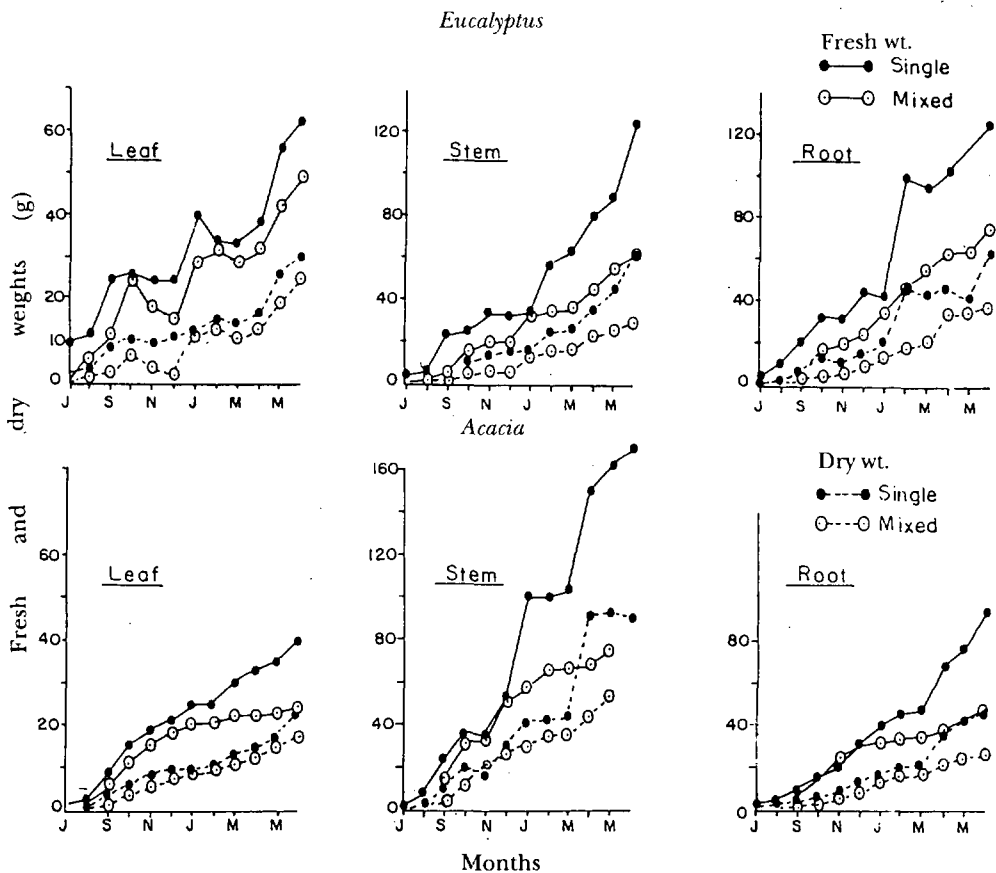 Eucalyptus
Fresh wt.
Single
Mixed
60
40
20
10
0
Leaf
J S N J M M
120
80
40
0
Stem
J S N J M M
120
80
40
0
Root
J S N J M M
Acacia
Dry wt.
Single
Mixed
60
40
20
0
Leaf
J S N J M M
160
120
80
40
0
Stem
J S N J M M
80
40
0
Root
J S N J M M
Fresh and dry weights (g)
Months